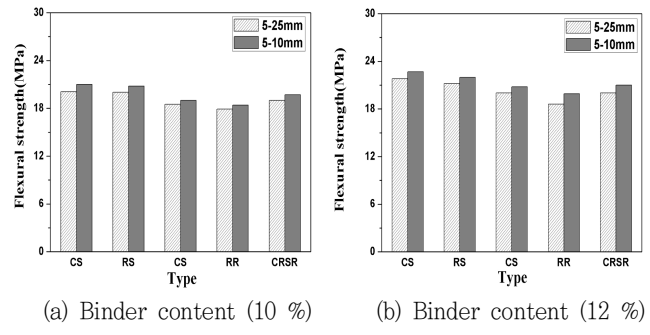 30
24
18
12
6
0
Flexural strength(MPa)
5-25mm
5-10mm
CS RS CS RR CRSR
Type
(a) Binder content (10 %)
30
24
18
12
6
0
Flexural strength(MPa)
5-25mm
5-10mm
CS RS CS RR CRSR
Type
(b) Binder content (12 %)